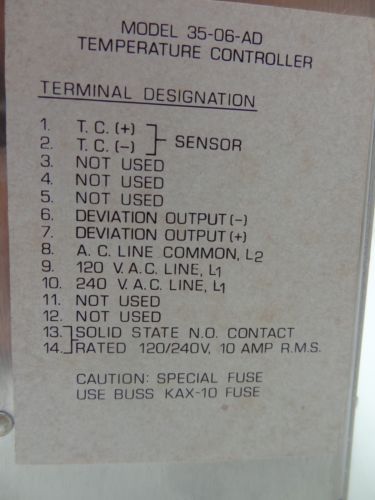 MODEL 35-06-AD
TEMPERATURE CONTROLLER
TERMINAL DESIGNATION
1. T.C.(+)
2. T.C.(-) SENSOR
3. NOT USED
4. NOT USED
5. NOT USED
6. DEVIATION OUTPUT(-)
7. DEVIATION OUTPUT(+)
8. A.C. LINE COMMON, L2
9. 120 V.A.C. LINE, L1
10. 240 V.A.C. LINE, L1
11. NOT USED
12. NOT USED
13. SOLID STATE N.O. CONTACT
14. RATED 120/240V, 10 AMP R.M.S.
CAUTION: SPECIAL FUSE
USE BUSS KAX-10 FUSE